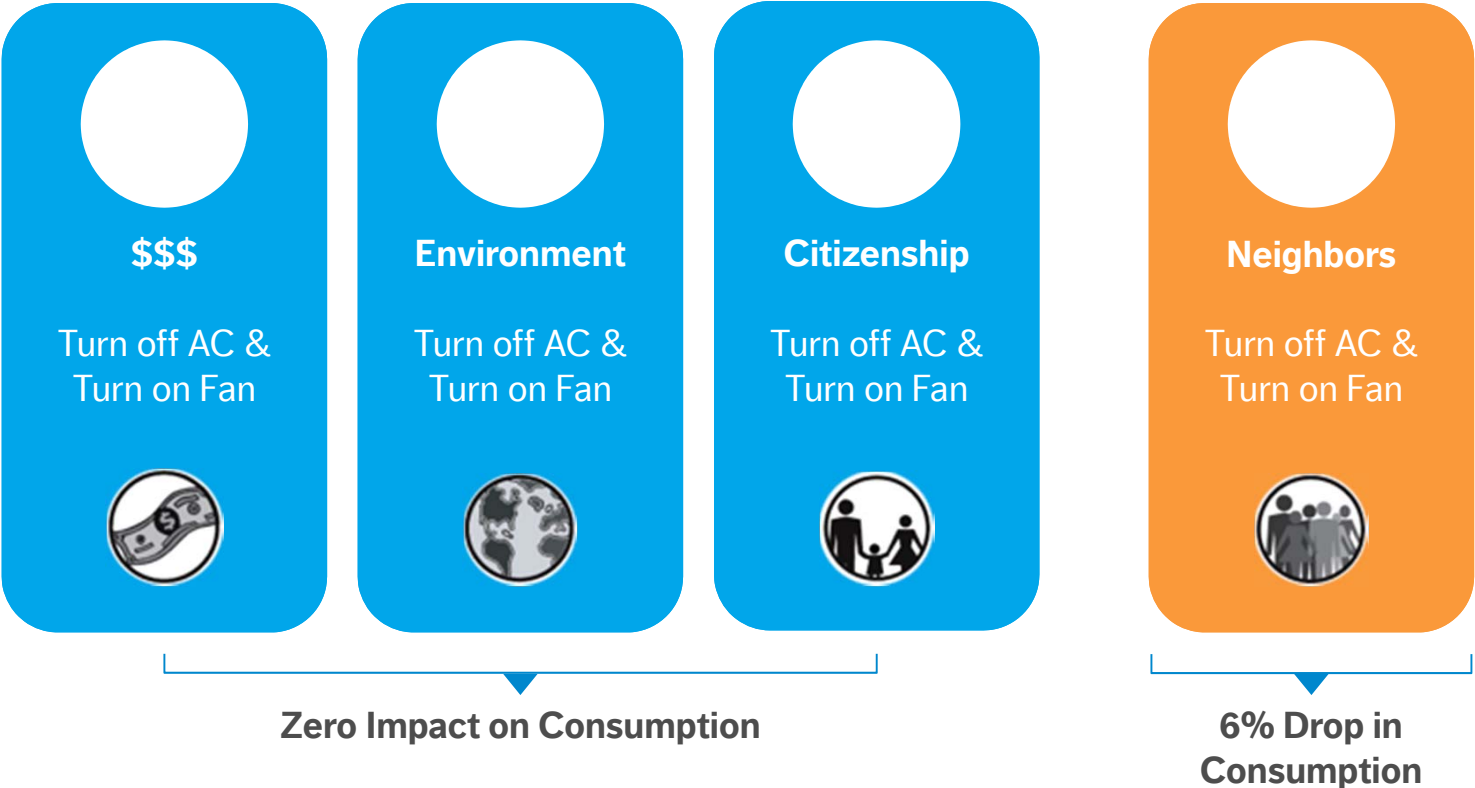 $$$
Turn off AC &
Turn on Fan
Environment
Turn off AC &
Turn on Fan
Citizenship
Turn off AC &
Turn on Fan
Neighbors
Turn off AC &
Turn on Fan
Zero Impact on Consumption
6% Drop in
Consumption